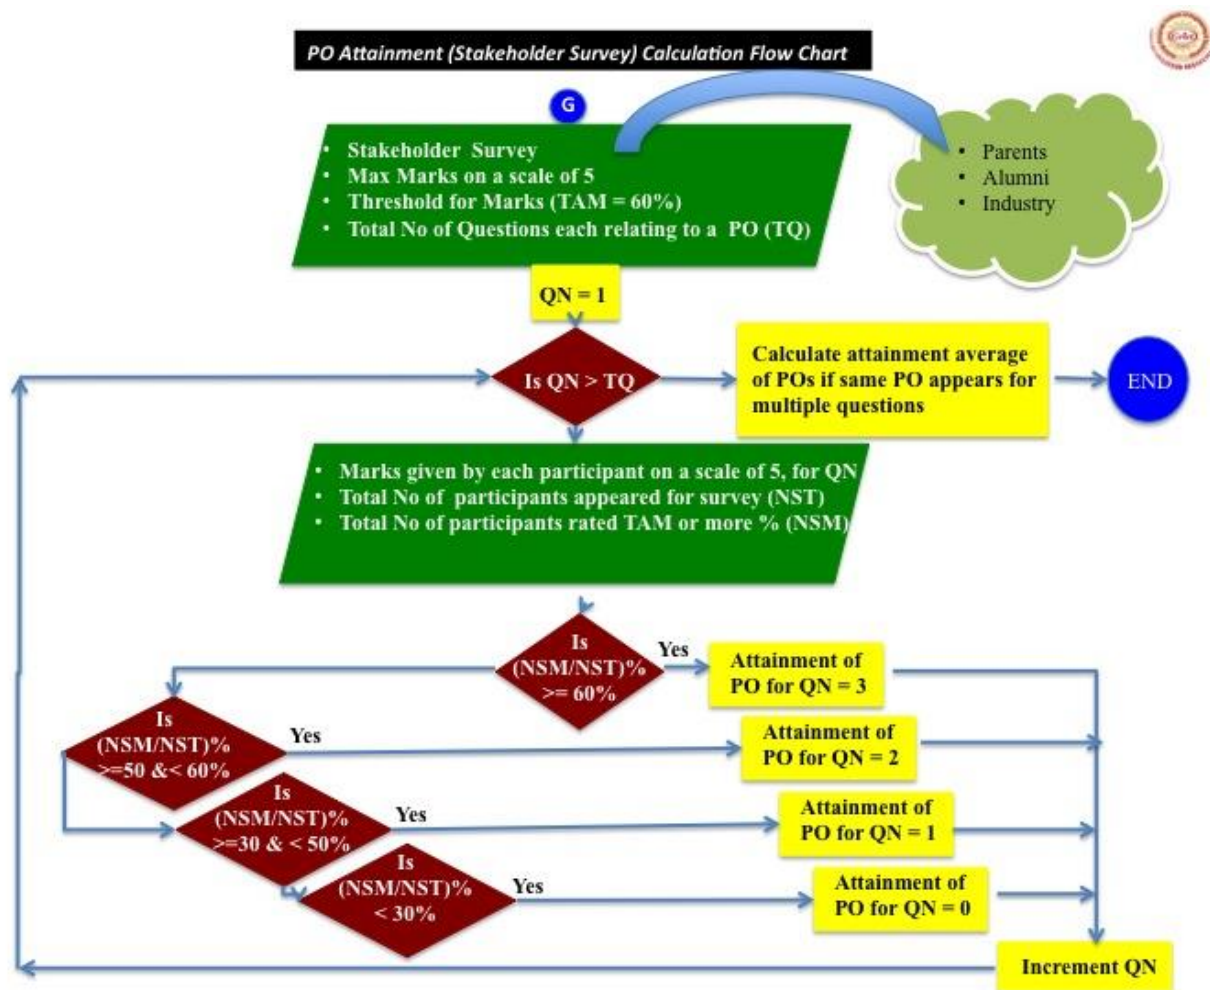 PO Attainment (Stakeholder Survey) Calculation Flow Chart
G
• Stakeholder Survey
• Max Marks on a scale of 5
• Threshold for Marks (TAM = 60%)
• Total No of Questions each relating to a PO (TQ)
• Parents
• Alumni
• Industry
QN = 1
Is QN > TQ
Calculate attainment average
of POs if same PO appears for
multiple questions
END
• Marks given by each participant on a scale of 5, for QN
• Total No of participants appeared for survey (NST)
• Total No of participants rated TAM or more % (NSM)
Is
(NSM/NST)%
>= 60%
Yes
Attainment of
PO for QN = 3
Is
(NSM/NST)%
>=50 &< 60%
Yes
Attainment of
PO for QN = 2
Is
(NSM/NST)%
>=30 & < 50%
Yes
Attainment of
PO for QN = 1
Is
(NSM/NST)%
< 30%
Yes
Attainment of
PO for QN = 0
Increment QN